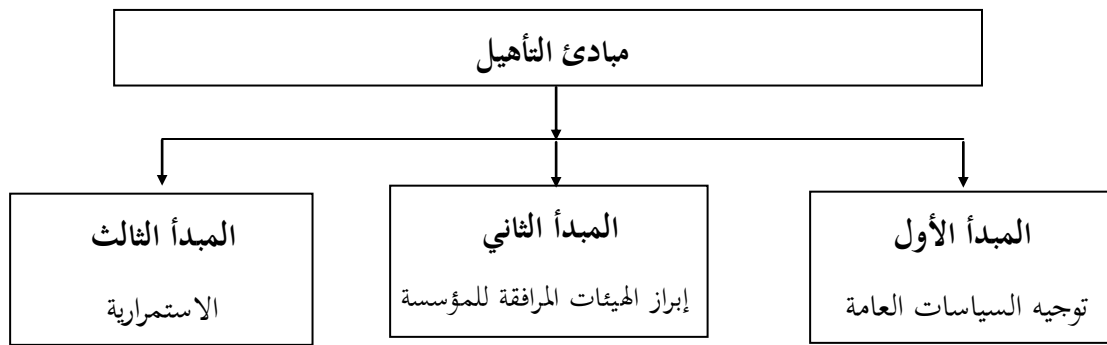 مبادئ التأهيل
المبدأ الأول
توجيه السياسات العامة
المبدأ الثاني
إبراز الهيئات المرافقة للمؤسسة
المبدأ الثالث
الاستمرارية